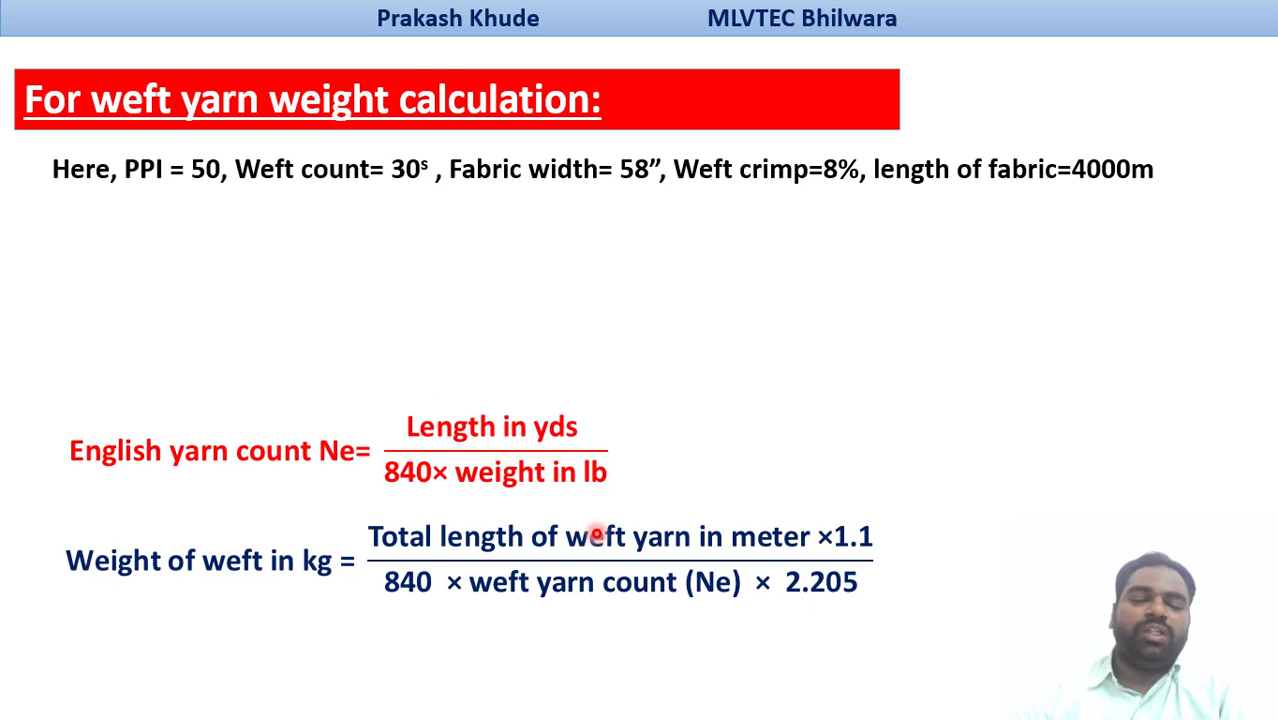 Prakash Khude MLVTEC Bhilwara
For weft yarn weight calculation:
Here, PPI = 50, Weft count= 30ˢ , Fabric width= 58”, Weft crimp=8%, length of fabric=4000m
Length in yds
English yarn count Ne=
840× weight in lb
Total length of weft yarn in meter ×1.1
Weight of weft in kg =
840 × weft yarn count (Ne) × 2.205